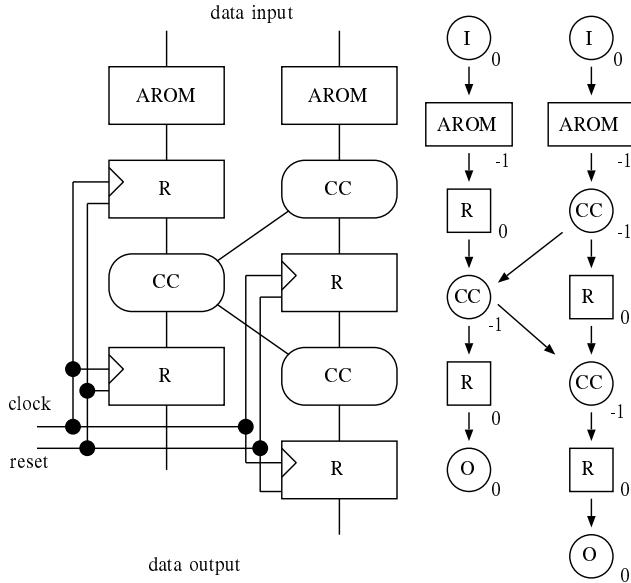 data input
I
0
I
0
AROM
AROM
AROM
-1
AROM
-1
R
CC
R
0
CC
-1
CC
R
CC
-1
R
0
R
CC
R
0
CC
-1
clock
reset
R
O
0
R
0
data output
O
0